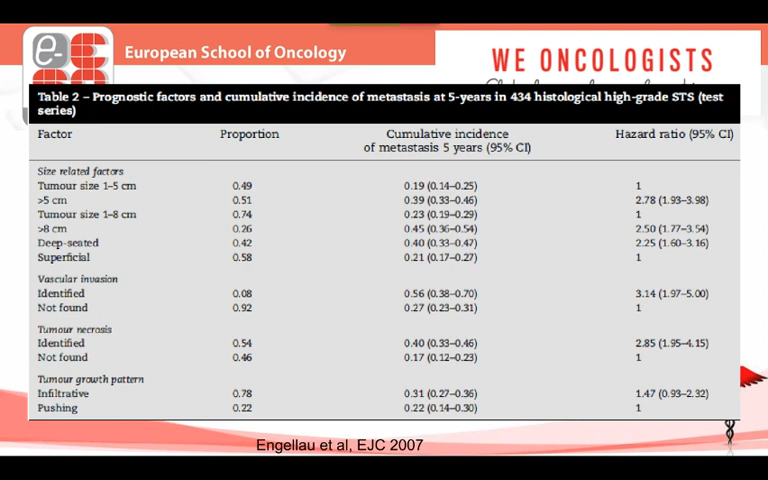 e-
European School of Oncology
WE ONCOLOGISTS
Table 2 – Prognostic factors and cumulative incidence of metastasis at 5-years in 434 histological high-grade STS (test
series)
Factor Proportion Cumulative incidence of metastasis 5 years (95% CI) Hazard ratio (95% CI)
Size related factors
Tumour size 1–5 cm 0.49 0.19 (0.14–0.25) 1
>5 cm 0.51 0.39 (0.33–0.46) 2.78 (1.93–3.98)
Tumour size 1–8 cm 0.74 0.23 (0.19–0.29) 1
>8 cm 0.26 0.45 (0.36–0.54) 2.50 (1.77–3.54)
Deep-seated 0.42 0.40 (0.33–0.47) 2.25 (1.60–3.16)
Superficial 0.58 0.21 (0.17–0.27) 1
Vascular invasion
Identified 0.08 0.56 (0.38–0.70) 3.14 (1.97–5.00)
Not found 0.92 0.27 (0.23–0.31) 1
Tumour necrosis
Identified 0.54 0.40 (0.33–0.46) 2.85 (1.95–4.15)
Not found 0.46 0.17 (0.12–0.23) 1
Tumour growth pattern
Infiltrative 0.78 0.31 (0.27–0.36) 1.47 (0.93–2.32)
Pushing 0.22 0.22 (0.14–0.30) 1
Engellau et al, EJC 2007